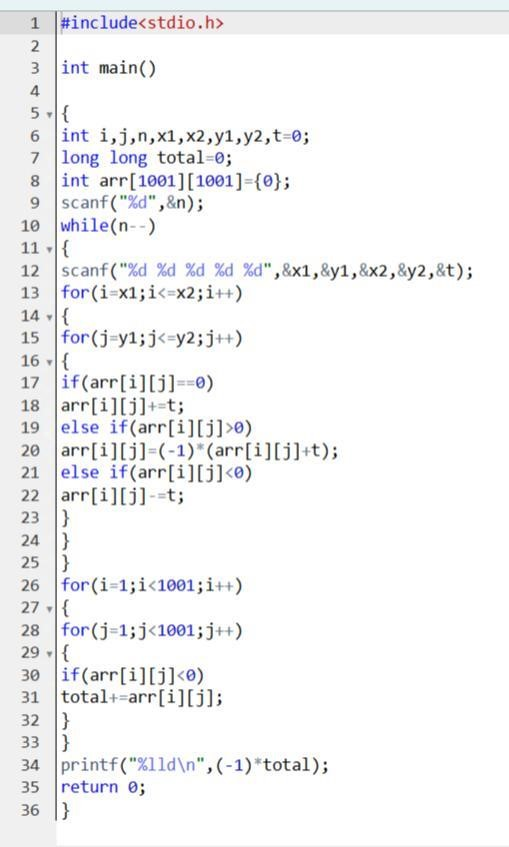 1 #include<stdio.h>
2
3 int main()
4
5 {
6 int i,j,n,x1,x2,y1,y2,t=0;
7 long long total=0;
8 int arr[1001][1001]={0};
9 scanf("%d",&n);
10 while(n--)
11 {
12 scanf("%d %d %d %d %d",&x1,&y1,&x2,&y2,&t);
13 for(i=x1;i<=x2;i++)
14 {
15 for(j=y1;j<=y2;j++)
16 {
17 if(arr[i][j]==0)
18 arr[i][j]+=t;
19 else if(arr[i][j]>0)
20 arr[i][j]=(-1)*(arr[i][j]+t);
21 else if(arr[i][j]<0)
22 arr[i][j]-=t;
23 }
24 }
25 }
26 for(i=1;i<1001;i++)
27 {
28 for(j=1;j<1001;j++)
29 {
30 if(arr[i][j]<0)
31 total+=arr[i][j];
32 }
33 }
34 printf("%lld\n",(-1)*total);
35 return 0;
36 }